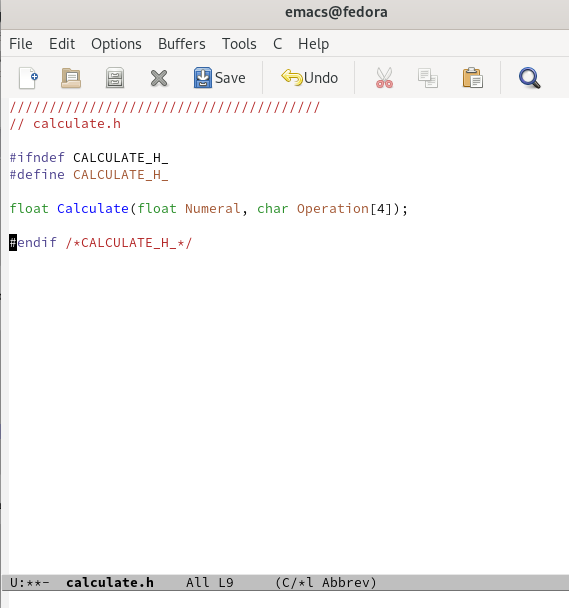 emacs@fedora
File Edit Options Buffers Tools C Help
Save Undo
///////////////////////////////////////
// calculate.h
#ifndef CALCULATE_H_
#define CALCULATE_H_
float Calculate(float Numeral, char Operation[4]);
#endif /*CALCULATE_H_*/
U:**- calculate.h All L9 (C/*l Abbrev)